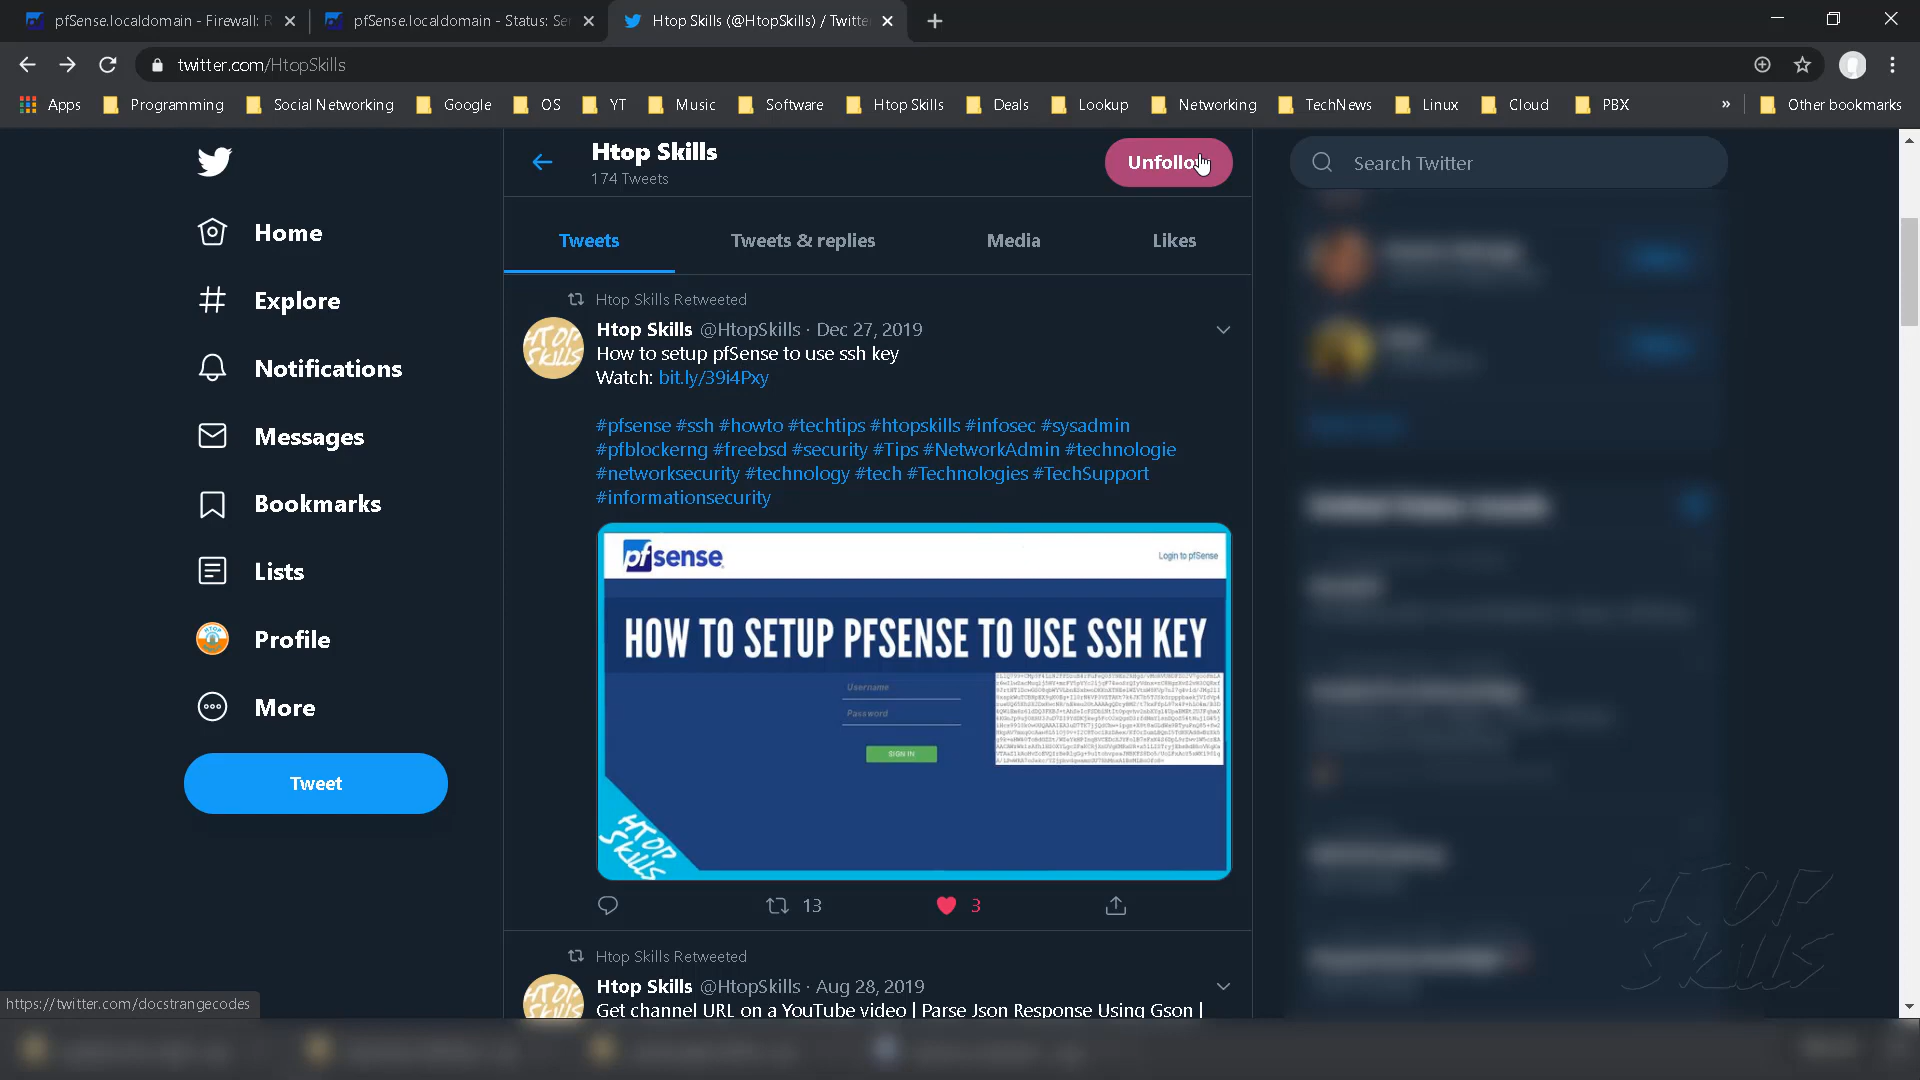 pfSense.localdomain - Firewall: R
pfSense.localdomain - Status: Se
Htop Skills (@HtopSkills) / Twitte
twitter.com/HtopSkills
Apps
Programming
Social Networking
Google
OS
YT
Music
Software
Htop Skills
Deals
Lookup
Networking
TechNews
Linux
Cloud
PBX
»
Other bookmarks
Home
Explore
Notifications
Messages
Bookmarks
Lists
Profile
More
Tweet
Htop Skills
174 Tweets
Unfollow
Search Twitter
Tweets
Tweets & replies
Media
Likes
Htop Skills Retweeted
Htop Skills @HtopSkills · Dec 27, 2019
How to setup pfSense to use ssh key
Watch: bit.ly/39i4Pxy
#pfsense #ssh #howto #techtips #htopskills #infosec #sysadmin
#pfblockerng #freebsd #security #Tips #NetworkAdmin #technologie
#networksecurity #technology #tech #Technologies #TechSupport
#informationsecurity
pfsense
Login to pfSense
HOW TO SETUP PFSENSE TO USE SSH KEY
Username
Password
SIGN IN
HTOP
SKILLS
13
3
Htop Skills Retweeted
Htop Skills @HtopSkills · Aug 28, 2019
Get channel URL on a YouTube video | Parse Json Response Using Gson |
HTOP
SKILLS
https://twitter.com/docstrangecodes